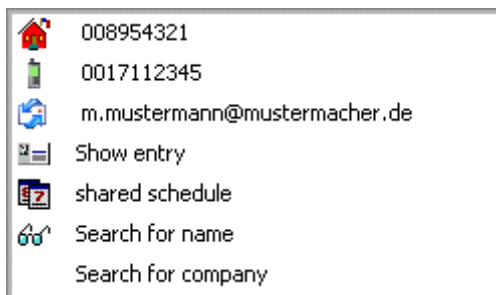 008954321
0017112345
m.mustermann@mustermacher.de
Show entry
shared schedule
Search for name
Search for company